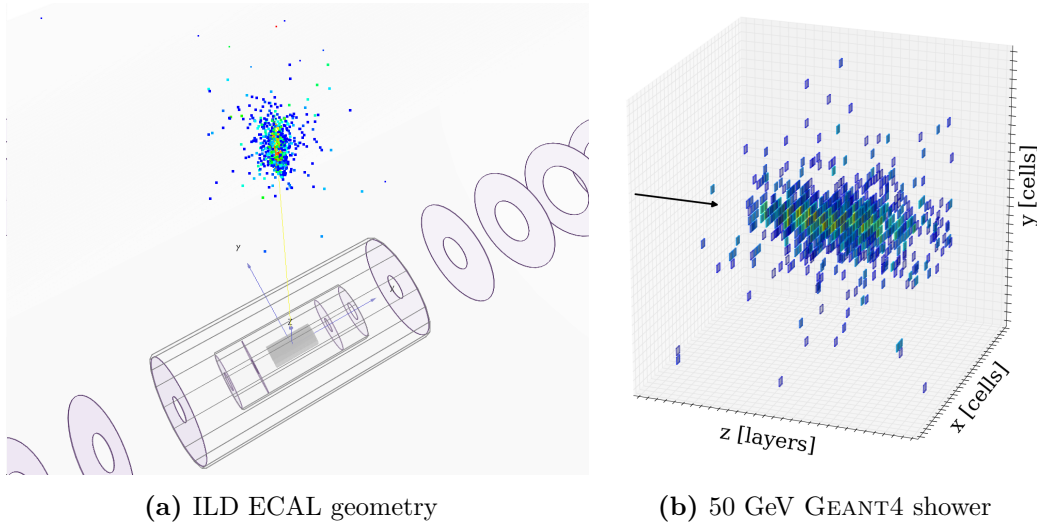 y
x
z
y [cells]
x [cells]
z [layers]
(a) ILD ECAL geometry
(b) 50 GeV GEANT4 shower